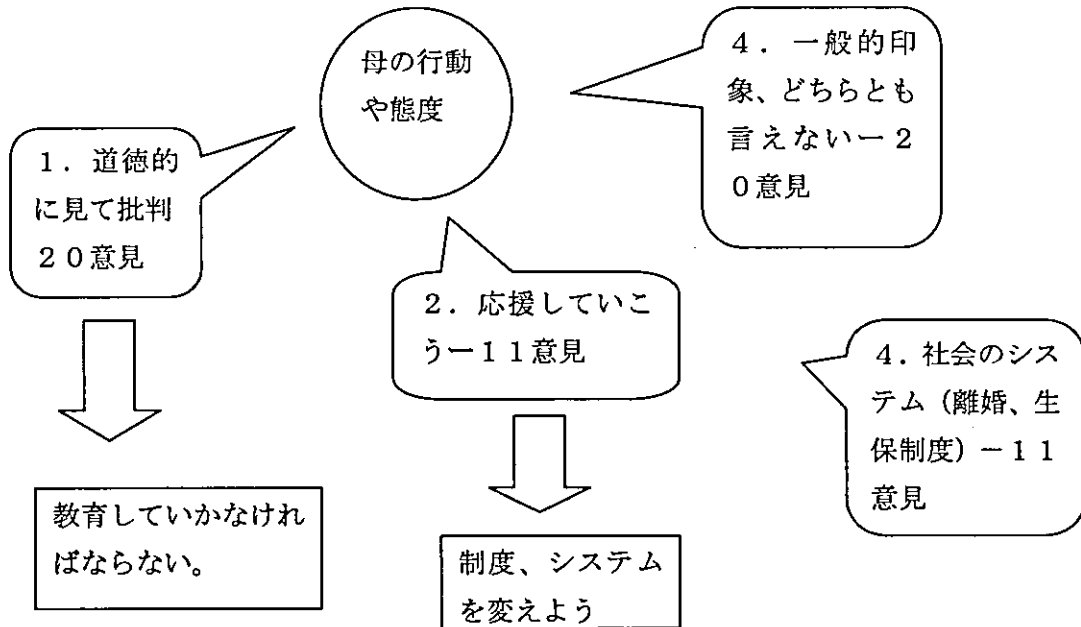 母の行動
や態度
4．一般的印
象、どちらとも
言えないー2
0意見
1．道徳的
に見て批判
20意見
2．応援していこ
うー11意見
4．社会のシス
テム（離婚、生
保制度）－11
意見
教育していかなけれ
ばならない。
制度、システム
を変えよう